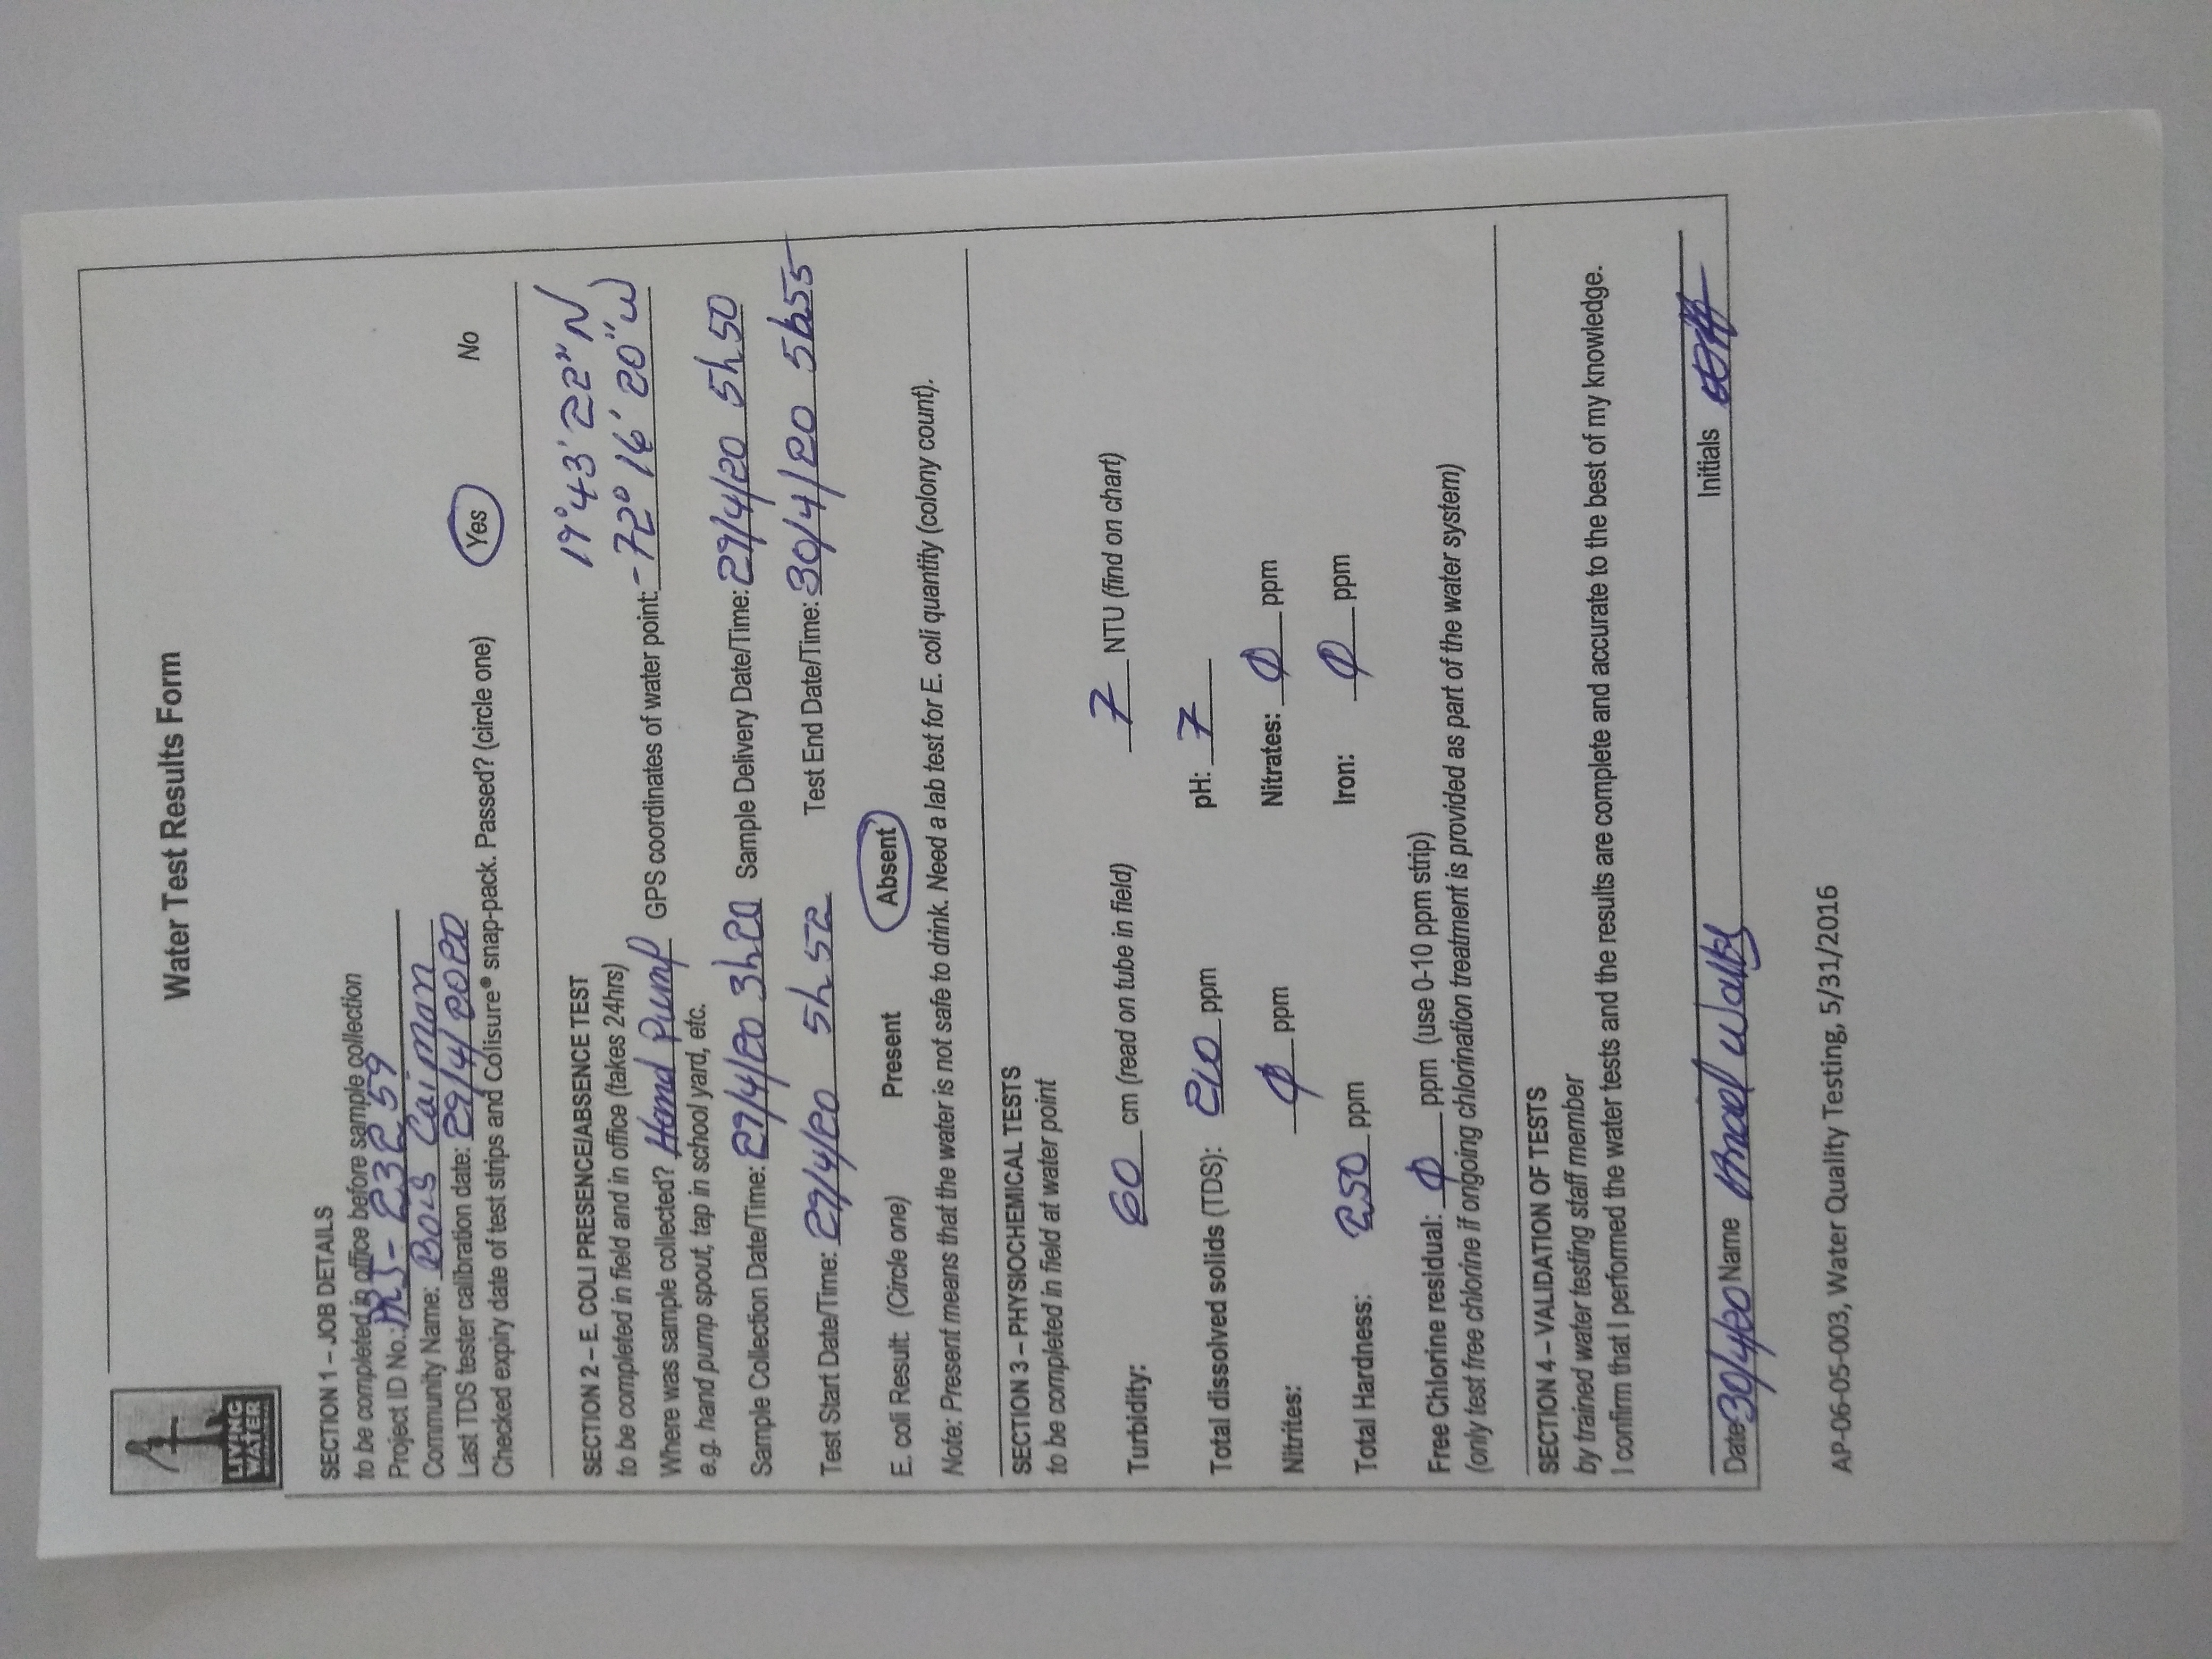 LIVING
WATER
INTERNATIONAL
Water Test Results Form
SECTION 1 – JOB DETAILS
to be completed in office before sample collection
Project ID No.: PRJ- 23259
Community Name: Bois Caiman
Last TDS tester calibration date: 29/4/2020
Checked expiry date of test strips and Colisure® snap-pack. Passed? (circle one) Yes No
SECTION 2 – E. COLI PRESENCE/ABSENCE TEST
to be completed in field and in office (takes 24hrs)
19°43'22"N
Where was sample collected? Hand Pump GPS coordinates of water point: -72° 16' 20"W
e.g. hand pump spout, tap in school yard, etc.
Sample Collection Date/Time: 29/4/20 3h20 Sample Delivery Date/Time: 29/4/20 5h50
Test Start Date/Time: 29/4/20 5h52 Test End Date/Time: 30/4/20 5h55
E. coli Result: (Circle one) Present Absent
Note: Present means that the water is not safe to drink. Need a lab test for E. coli quantity (colony count).
SECTION 3 – PHYSIOCHEMICAL TESTS
to be completed in field at water point
Turbidity: 60 cm (read on tube in field) 7 NTU (find on chart)
Total dissolved solids (TDS): 210 ppm pH: 7
Nitrites: Ø ppm Nitrates: Ø ppm
Total Hardness: 250 ppm Iron: Ø ppm
Free Chlorine residual: Ø ppm (use 0-10 ppm strip)
(only test free chlorine if ongoing chlorination treatment is provided as part of the water system)
SECTION 4 – VALIDATION OF TESTS
by trained water testing staff member
I confirm that I performed the water tests and the results are complete and accurate to the best of my knowledge.
Date 30/4/20 Name Initials
AP-06-05-003, Water Quality Testing, 5/31/2016